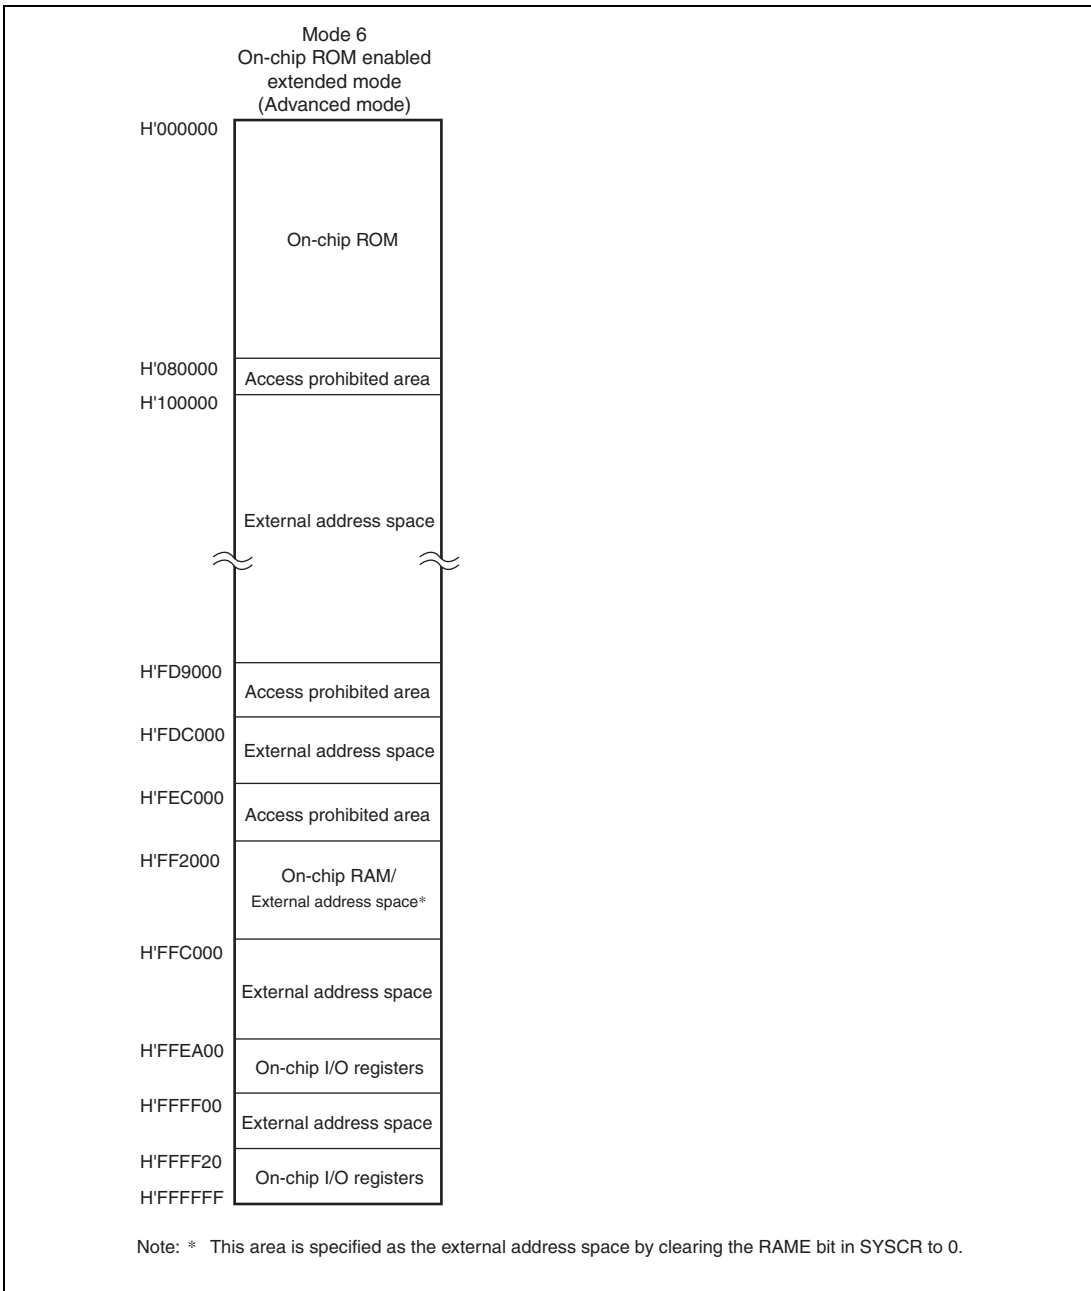 Mode 6
On-chip ROM enabled
extended mode
(Advanced mode)
H'000000
On-chip ROM
H'080000
Access prohibited area
H'100000
External address space
H'FD9000
Access prohibited area
H'FDC000
External address space
H'FEC000
Access prohibited area
H'FF2000
On-chip RAM/
External address space*
H'FFC000
External address space
H'FFEA00
On-chip I/O registers
H'FFFF00
External address space
H'FFFF20
On-chip I/O registers
H'FFFFFF
Note: * This area is specified as the external address space by clearing the RAME bit in SYSCR to 0.